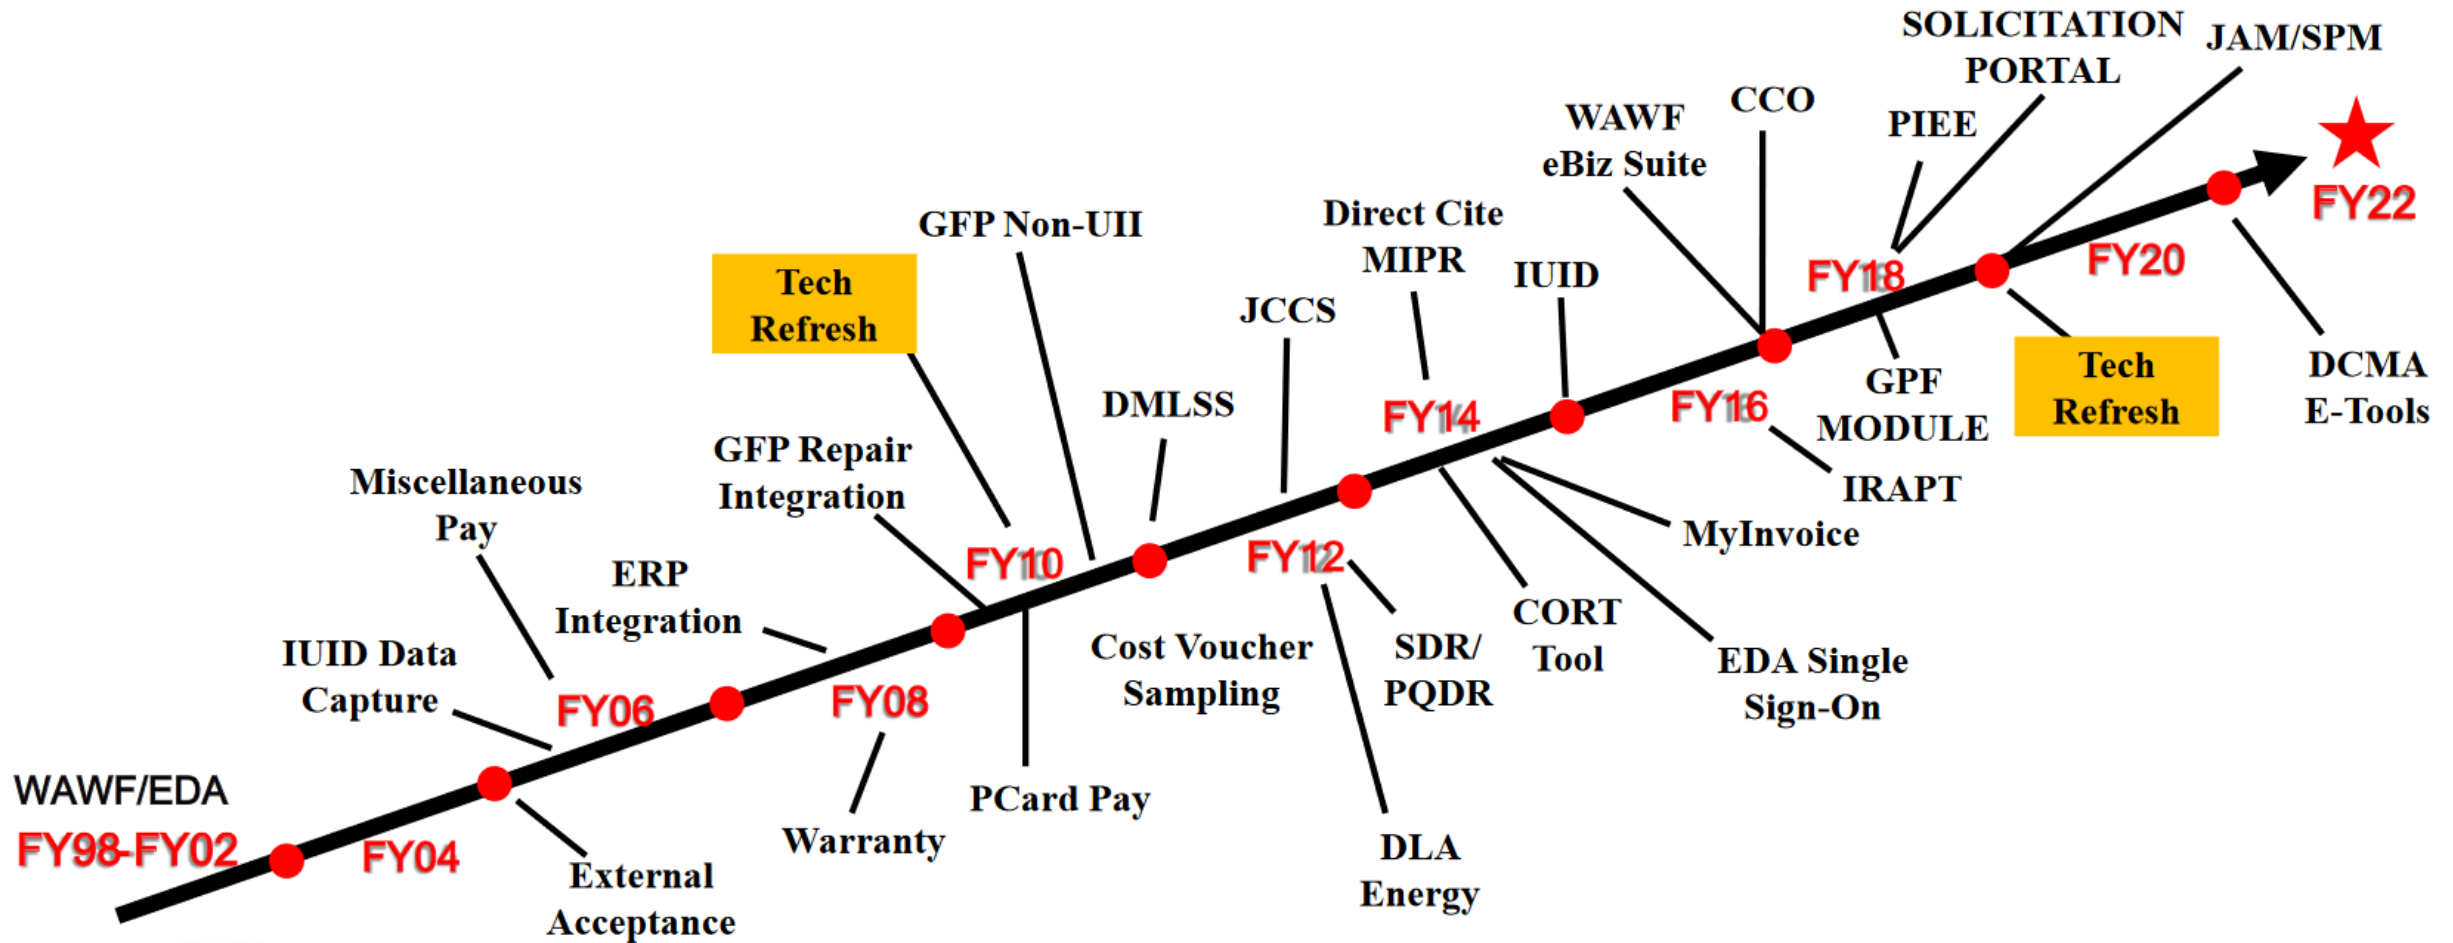 SOLICITATION
PORTAL
JAM/SPM
CCO
WAWF
eBiz Suite
PIEE
FY22
Direct Cite
MIPR
GFP Non-UII
IUID
FY18
FY20
Tech
Refresh
JCCS
DMLSS
FY14
FY16
GPF
MODULE
Tech
Refresh
DCMA
E-Tools
IRAPT
GFP Repair
Integration
Miscellaneous
Pay
MyInvoice
FY10
FY12
ERP
Integration
CORT
Tool
Cost Voucher
Sampling
SDR/
PQDR
EDA Single
Sign-On
IUID Data
Capture
FY06
FY08
WAWF/EDA
FY98-FY02
FY04
PCard Pay
Warranty
DLA
Energy
External
Acceptance